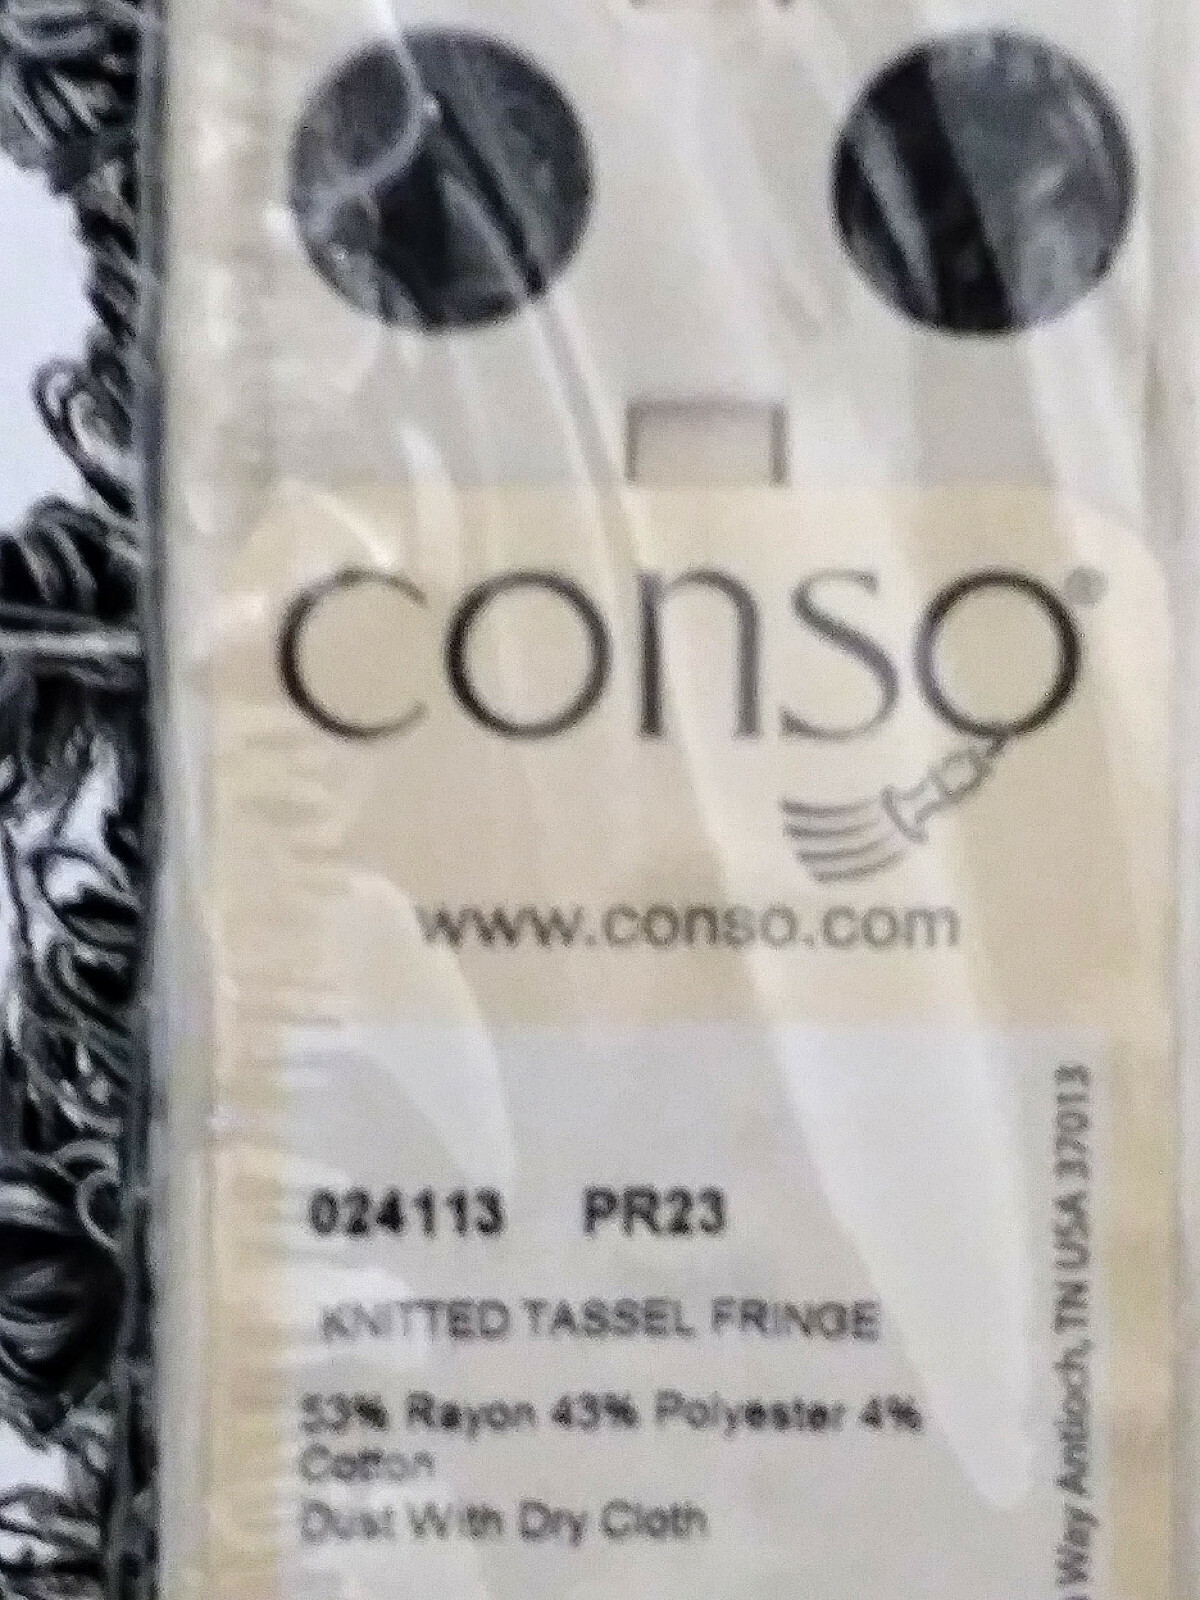 conso®
www.conso.com
024113 PR23
KNITTED TASSEL FRINGE
53% Rayon 43% Polyester 4%
Cotton
Dust With Dry Cloth
Way Antioch, TN USA 37013